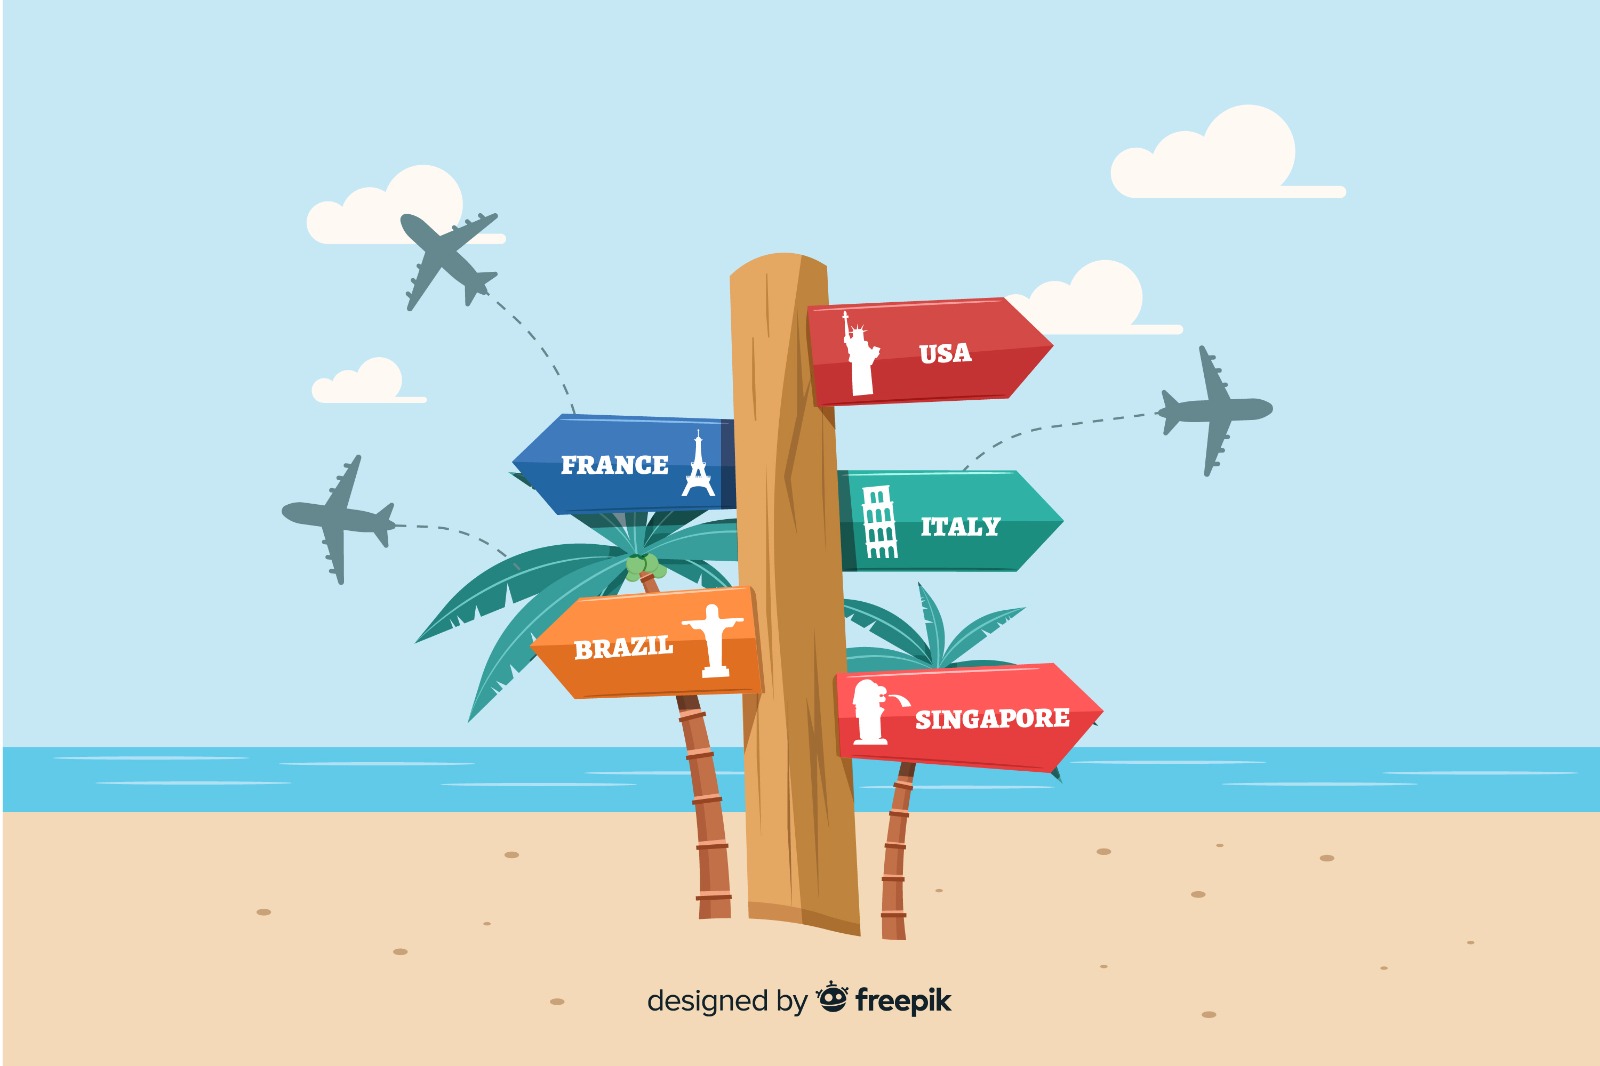 USA
FRANCE
ITALY
BRAZIL
SINGAPORE
designed by freepik